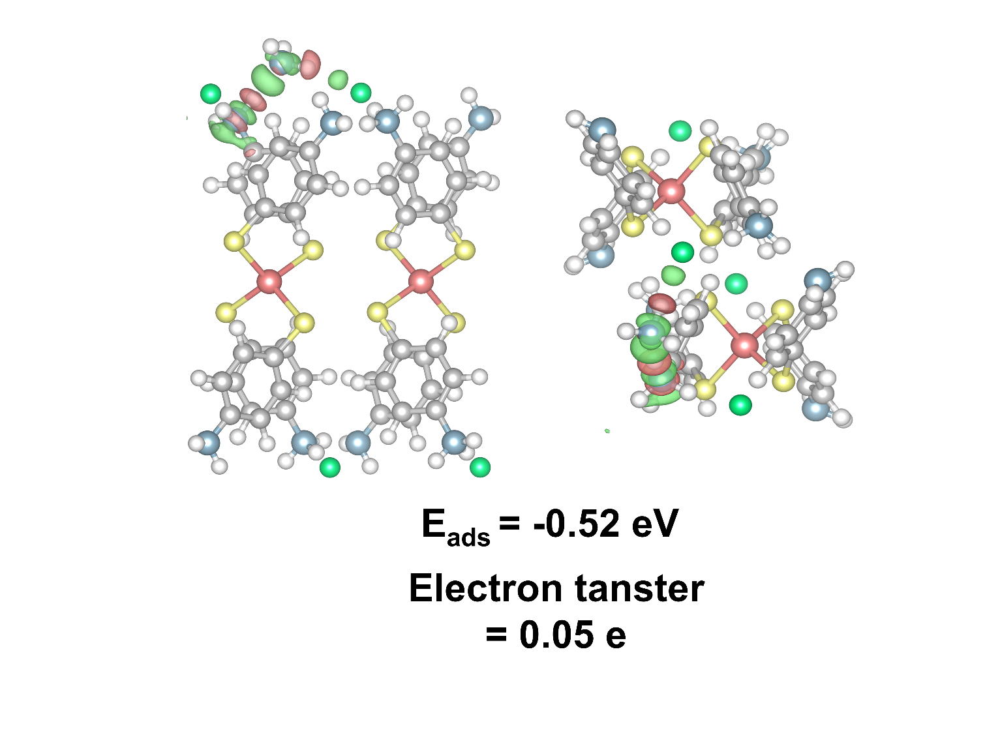 Eads = -0.52 eV
Electron tanster
= 0.05 e